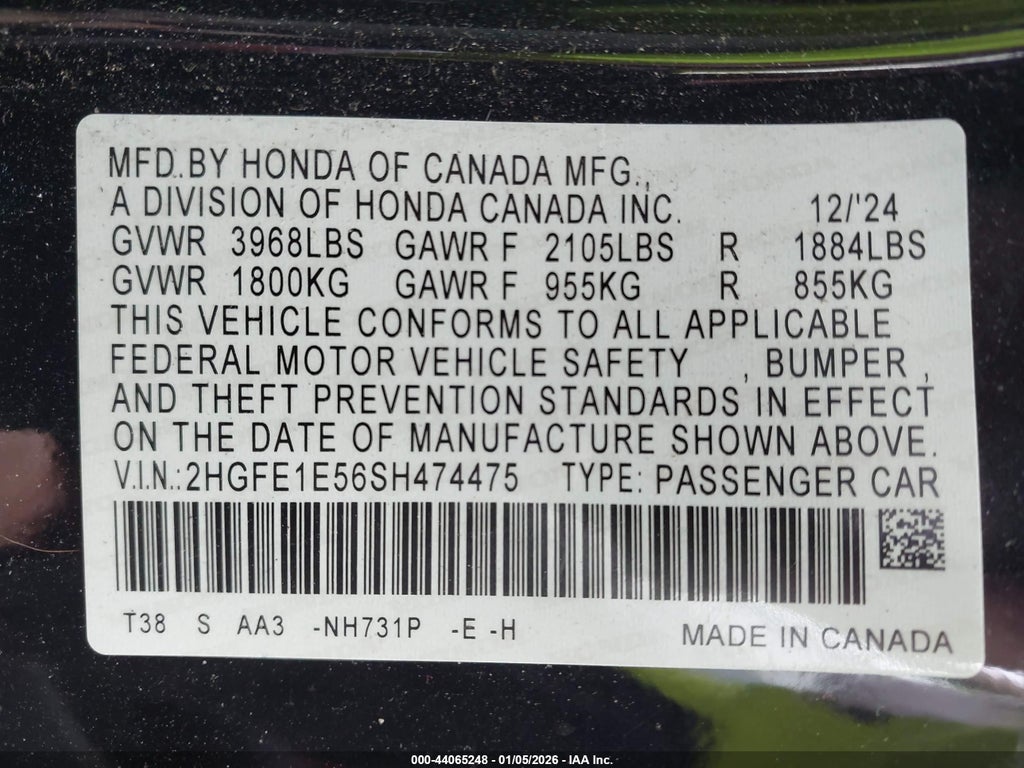 MFD.BY HONDA OF CANADA MFG.,
A DIVISION OF HONDA CANADA INC. 12/'24
GVWR 3968LBS GAWR F 2105LBS R 1884LBS
GVWR 1800KG GAWR F 955KG R 855KG
THIS VEHICLE CONFORMS TO ALL APPLICABLE
FEDERAL MOTOR VEHICLE SAFETY , BUMPER ,
AND THEFT PREVENTION STANDARDS IN EFFECT
ON THE DATE OF MANUFACTURE SHOWN ABOVE.
V.I.N.:2HGFE1E56SH474475 TYPE: PASSENGER CAR
T38 S AA3 -NH731P -E -H
MADE IN CANADA
000-44065248 - 01/05/2026 - IAA Inc.